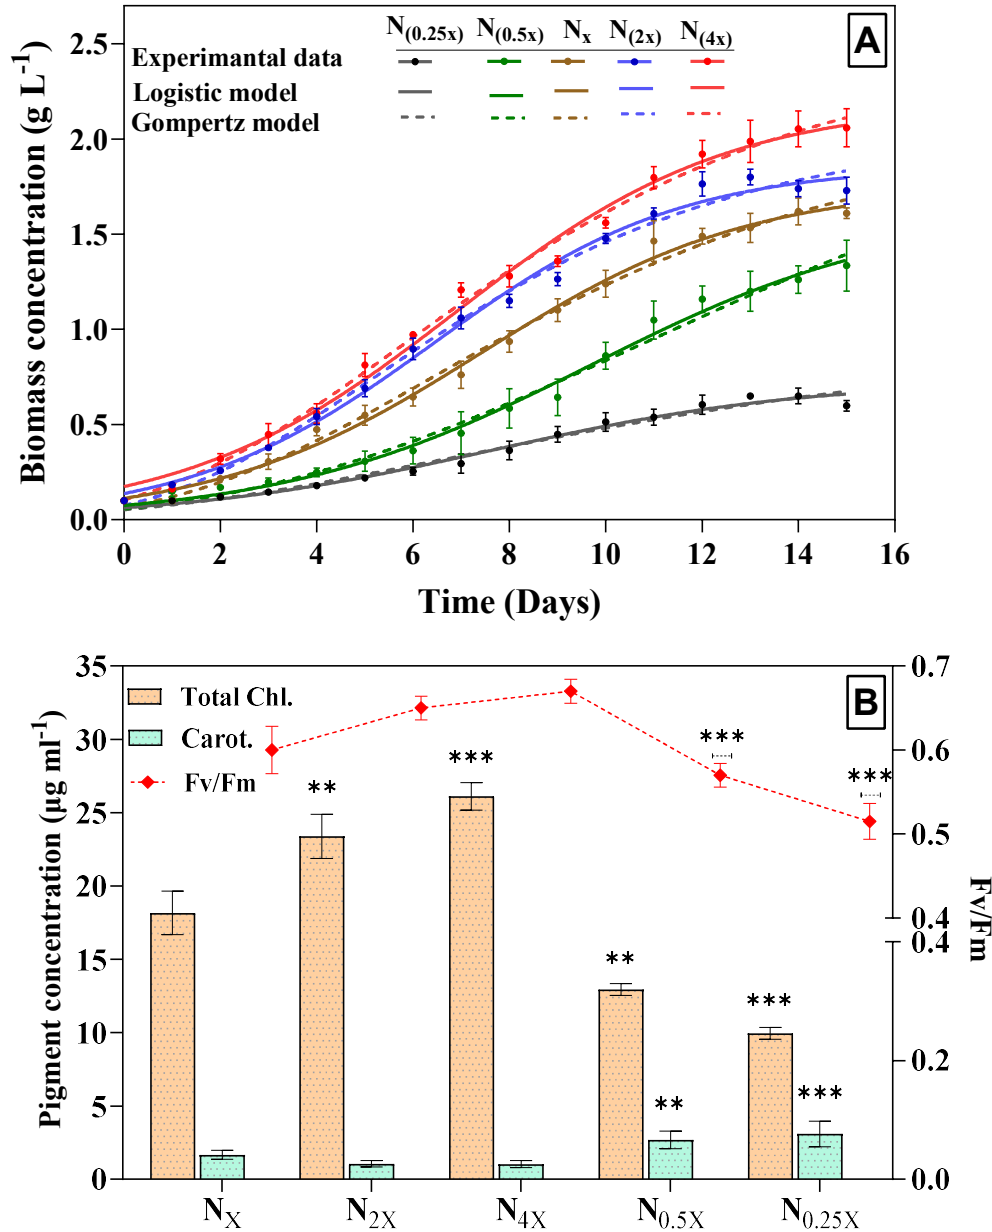 N(0.25x) N(0.5x) Nx N(2x) N(4x)
A
Experimantal data
Logistic model
Gompertz model
Biomass concentration (g L-1)
2.5
2.0
1.5
1.0
0.5
0.0
0 2 4 6 8 10 12 14 16
Time (Days)
B
Total Chl.
Carot.
Fv/Fm
Pigment concentration (µg ml-1)
35
30
25
20
15
10
5
0
** *** ** *** ** *** *** ***
0.7
0.6
0.5
0.4
0.4
0.2
0.0
Fv/Fm
NX N2X N4X N0.5X N0.25X